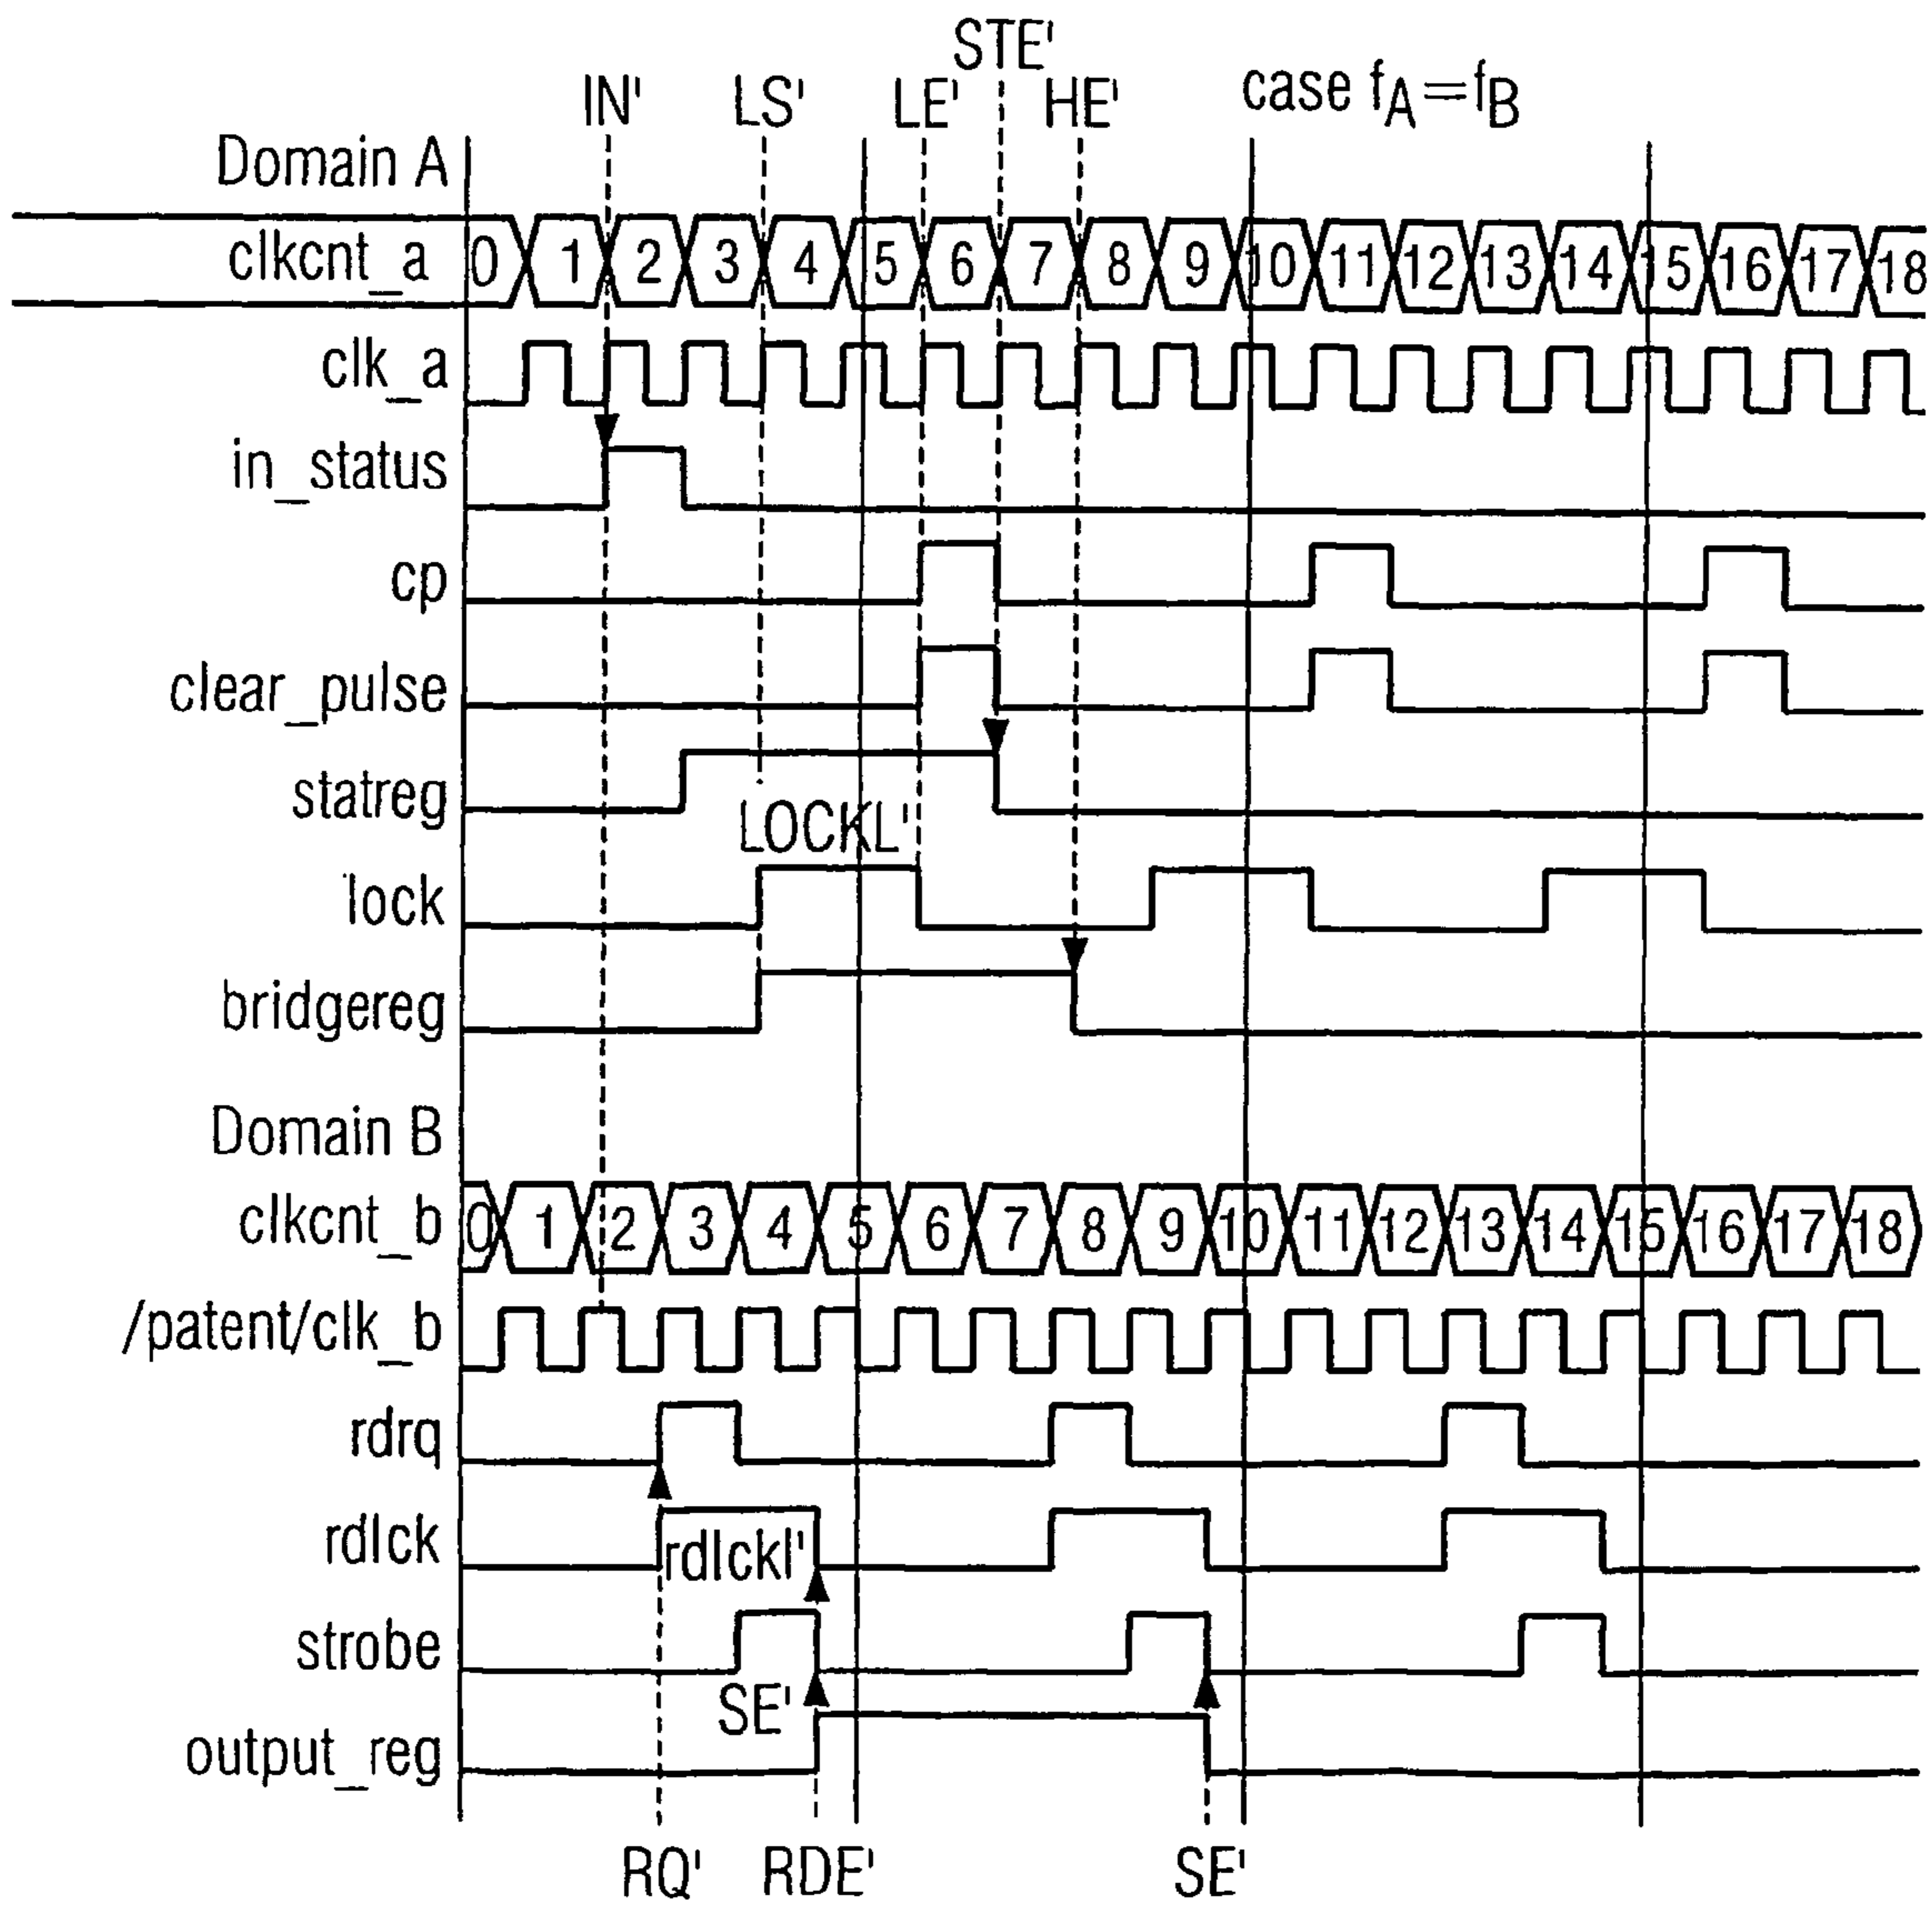 STE'
IN' LS' LE' HE' case fA=fB
Domain A
clkcnt_a 0 1 2 3 4 5 6 7 8 9 10 11 12 13 14 15 16 17 18
clk_a
in_status
cp
clear_pulse
statreg
LOCKL'
lock
bridgereg
Domain B
clkcnt_b 0 1 2 3 4 5 6 7 8 9 10 11 12 13 14 15 16 17 18
/patent/clk_b
rdrq
rdlck rdlckl'
strobe
SE'
output_reg
RQ' RDE' SE'